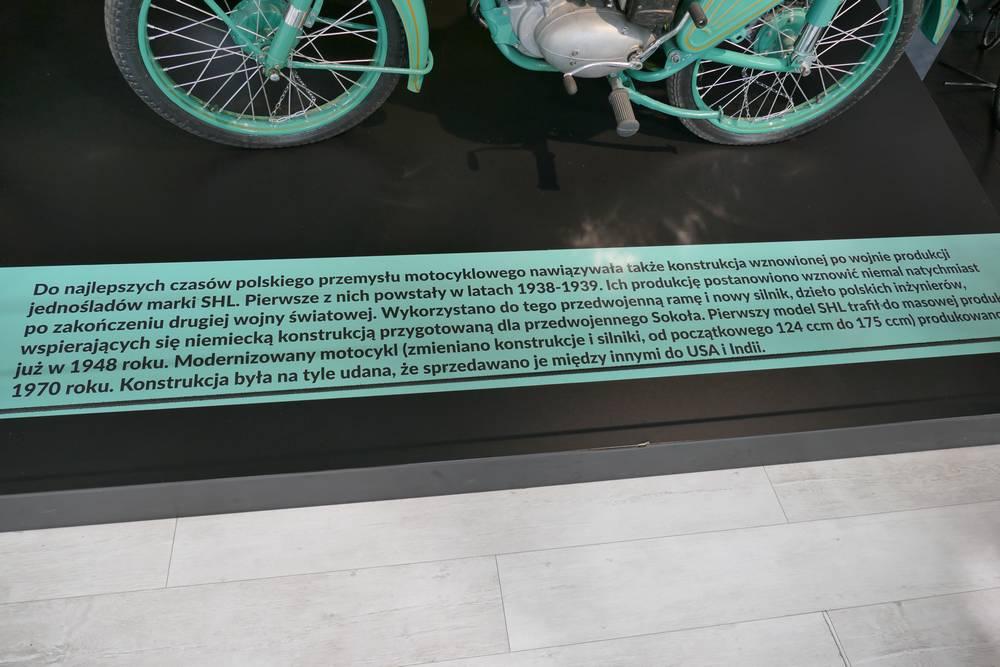 Do najlepszych czasów polskiego przemysłu motocyklowego nawiązywała także konstrukcja wznowionej po wojnie produkcji
jednośladów marki SHL. Pierwsze z nich powstały w latach 1938-1939. Ich produkcję postanowiono wznowić niemal natychmiast
po zakończeniu drugiej wojny światowej. Wykorzystano do tego przedwojenną ramę i nowy silnik, dzieło polskich inżynierów,
wspierających się niemiecką konstrukcją przygotowaną dla przedwojennego Sokoła. Pierwszy model SHL trafił do masowej
już w 1948 roku. Modernizowany motocykl (zmieniano konstrukcje i silniki, od początkowego 124 ccm do 175 ccm)
1970 roku. Konstrukcja była na tyle udana, że sprzedawano je między innymi do USA i Indii.